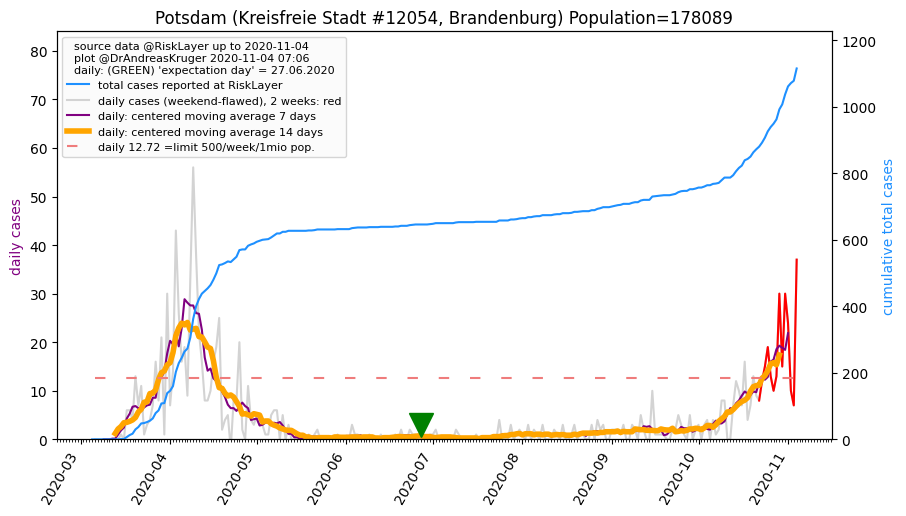 Potsdam (Kreisfreie Stadt #12054, Brandenburg) Population=178089
source data @RiskLayer up to 2020-11-04
plot @DrAndreasKruger 2020-11-04 07:06
daily: (GREEN) 'expectation day' = 27.06.2020
total cases reported at RiskLayer
daily cases (weekend-flawed), 2 weeks: red
daily: centered moving average 7 days
daily: centered moving average 14 days
daily 12.72 =limit 500/week/1mio pop.
daily cases
80
70
60
50
40
30
20
10
0
cumulative total cases
1200
1000
800
600
400
200
0
2020-03
2020-04
2020-05
2020-06
2020-07
2020-08
2020-09
2020-10
2020-11